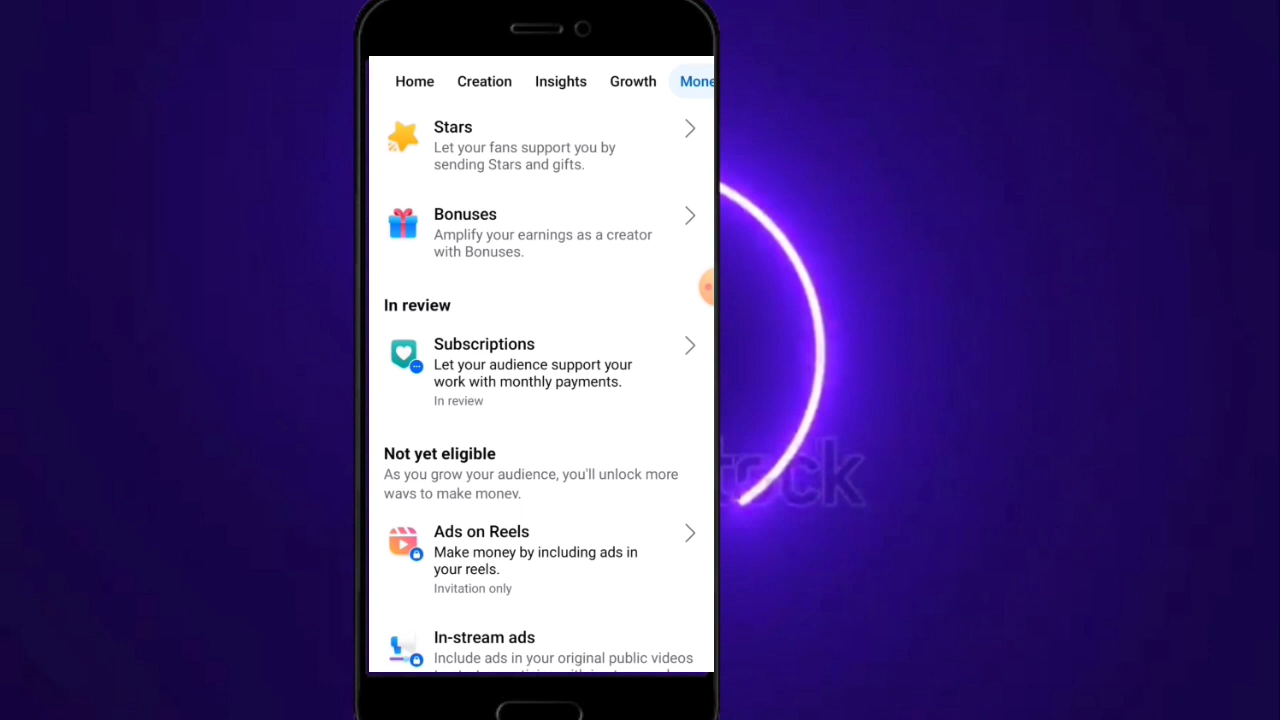 Home Creation Insights Growth Mone
Stars
Let your fans support you by
sending Stars and gifts.
Bonuses
Amplify your earnings as a creator
with Bonuses.
In review
Subscriptions
Let your audience support your
work with monthly payments.
In review
Not yet eligible
As you grow your audience, you'll unlock more
ways to make money.
Ads on Reels
Make money by including ads in
your reels.
Invitation only
In-stream ads
Include ads in your original public videos
tock